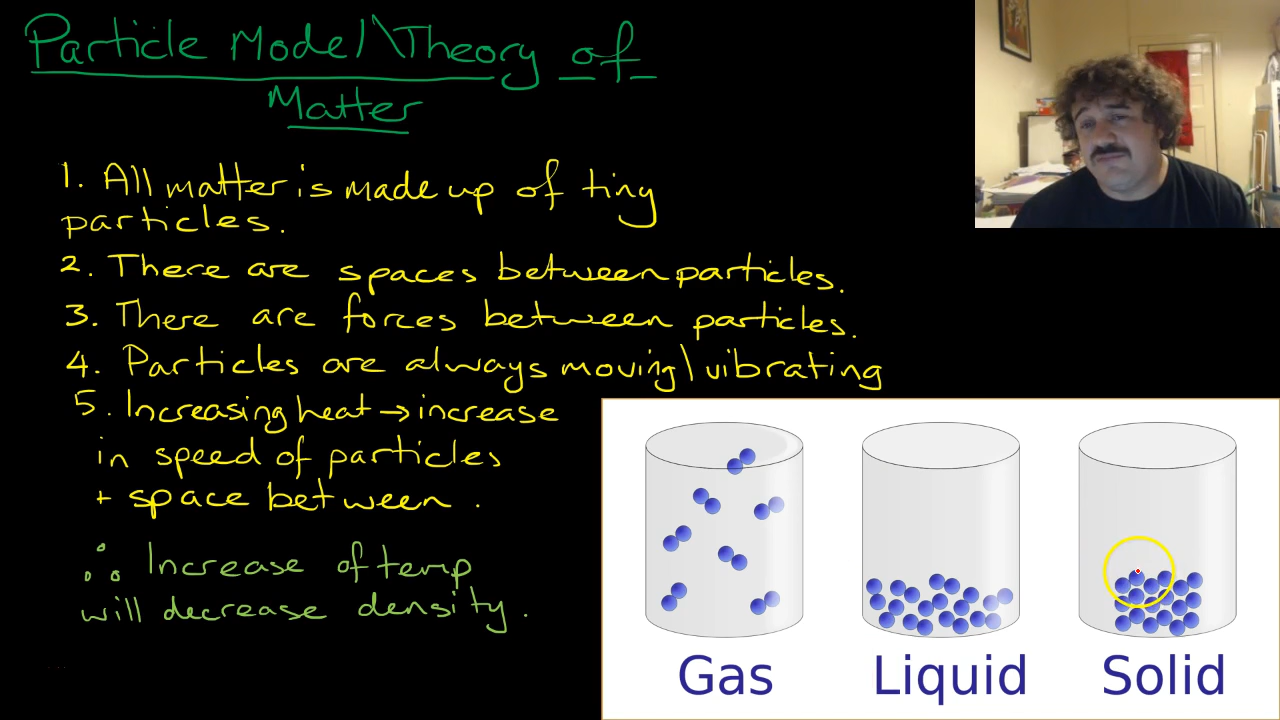 Particle Model\Theory of
Matter
1. All matter is made up of tiny
particles.
2. There are spaces between particles.
3. There are forces between particles.
4. Particles are always moving\vibrating
5. Increasing heat → increase
in speed of particles
+ space between.
∴ Increase of temp
will decrease density.
Gas Liquid Solid